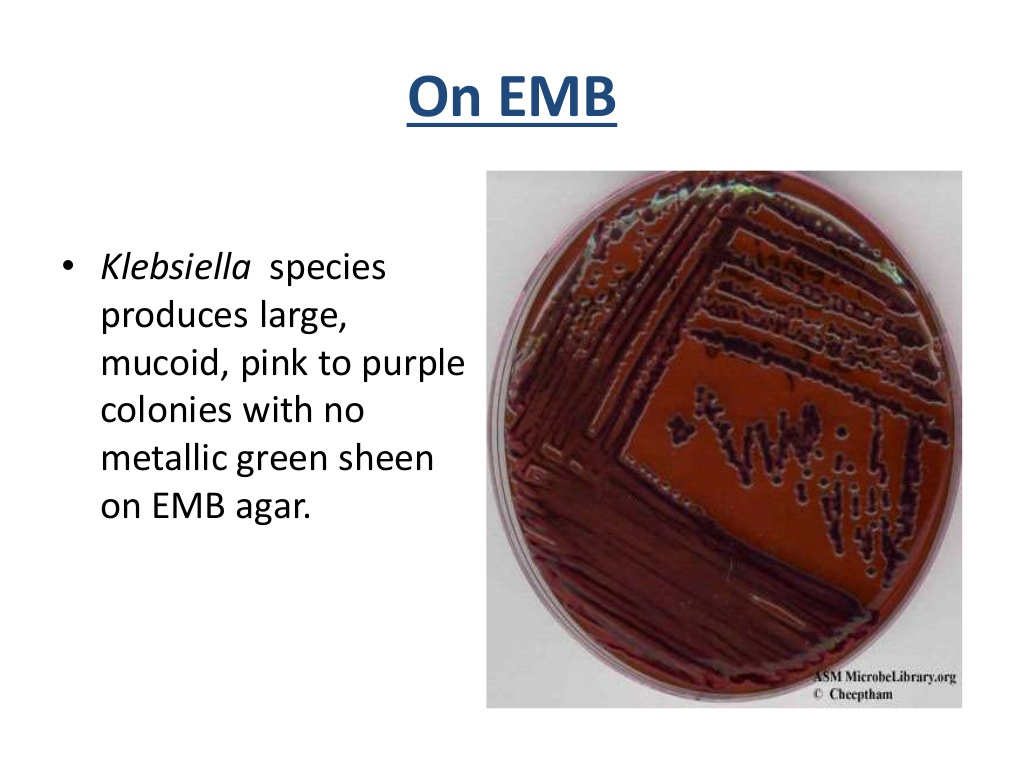 On EMB
• Klebsiella species
produces large,
mucoid, pink to purple
colonies with no
metallic green sheen
on EMB agar.
ASM MicrobeLibrary.org
© Cheeptham